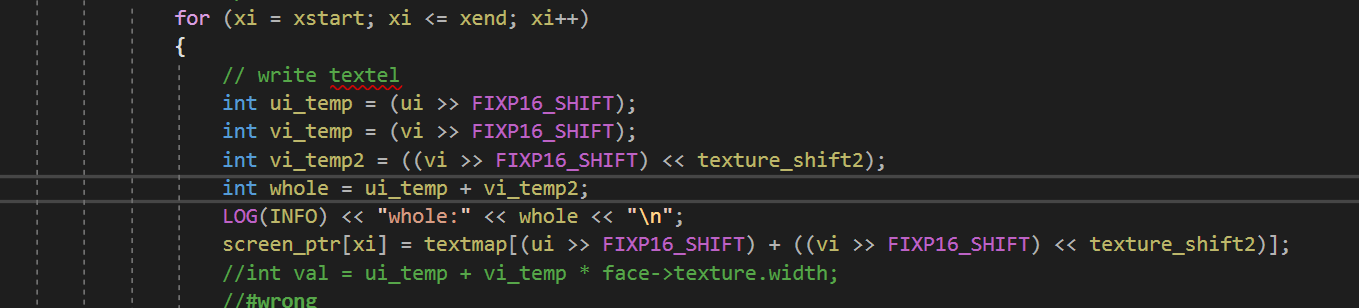 for (xi = xstart; xi <= xend; xi++)
{
// write textel
int ui_temp = (ui >> FIXP16_SHIFT);
int vi_temp = (vi >> FIXP16_SHIFT);
int vi_temp2 = ((vi >> FIXP16_SHIFT) << texture_shift2);
int whole = ui_temp + vi_temp2;
LOG(INFO) << "whole:" << whole << "\n";
screen_ptr[xi] = textmap[(ui >> FIXP16_SHIFT) + ((vi >> FIXP16_SHIFT) << texture_shift2)];
//int val = ui_temp + vi_temp * face->texture.width;
//#wrong